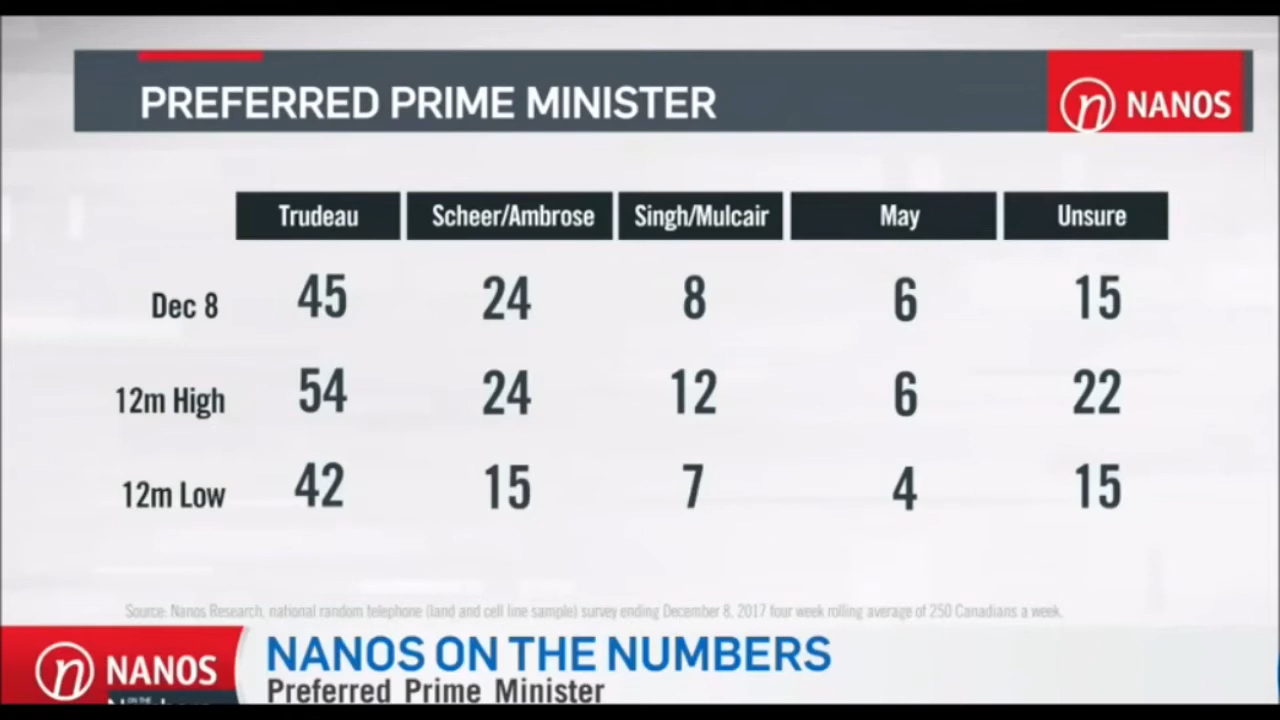 PREFERRED PRIME MINISTER
n NANOS
Trudeau Scheer/Ambrose Singh/Mulcair May Unsure
Dec 8 45 24 8 6 15
12m High 54 24 12 6 22
12m Low 42 15 7 4 15
Source: Nanos Research, national random telephone (land and cell line sample) survey ending December 8, 2017 four week rolling average of 250 Canadians a week.
n NANOS
ON THE
NANOS ON THE NUMBERS
Preferred Prime Minister